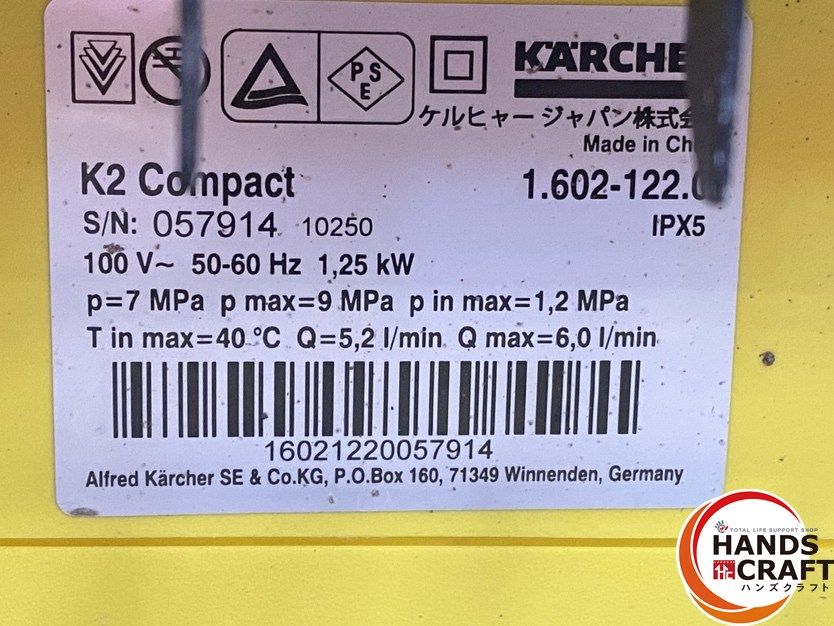 PSE
KÄRCHE
ケルヒャー ジャパン株式会
Made in Ch
K2 Compact
1.602-122.
S/N: 057914 10250
IPX5
100 V~ 50-60 Hz 1,25 kW
p=7 MPa p max=9 MPa p in max=1,2 MPa
T in max=40 °C Q=5,2 l/min Q max=6,0 l/min
16021220057914
Alfred Kärcher SE & Co.KG, P.O.Box 160, 71349 Winnenden, Germany
TOTAL LIFE SUPPORT SHOP
HANDS
CRAFT
ハンズクラフト